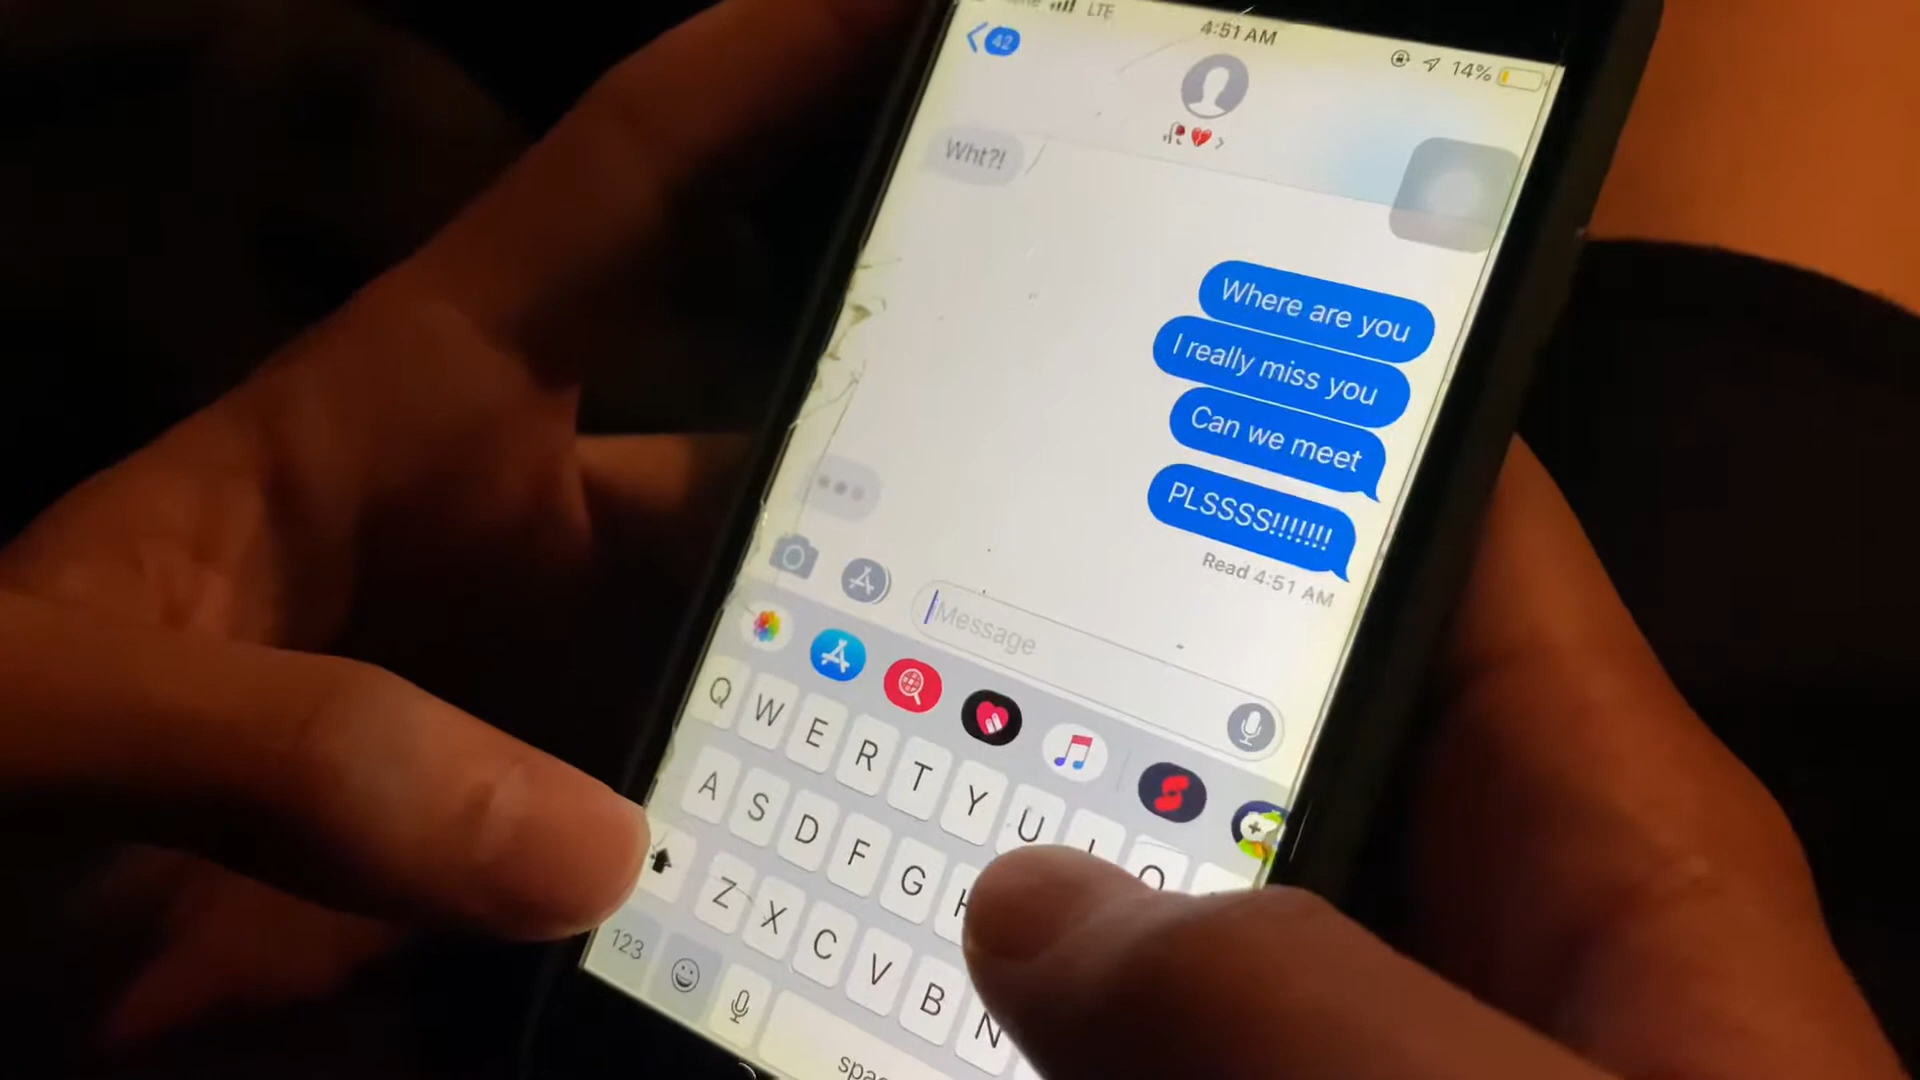 LTE
4:51 AM
14%
42
Wht?!
Where are you
I really miss you
Can we meet
PLSSSS!!!!!!!
Read 4:51 AM
Message
Q W E R T Y U O
A S D F G H
Z X C V B N
123